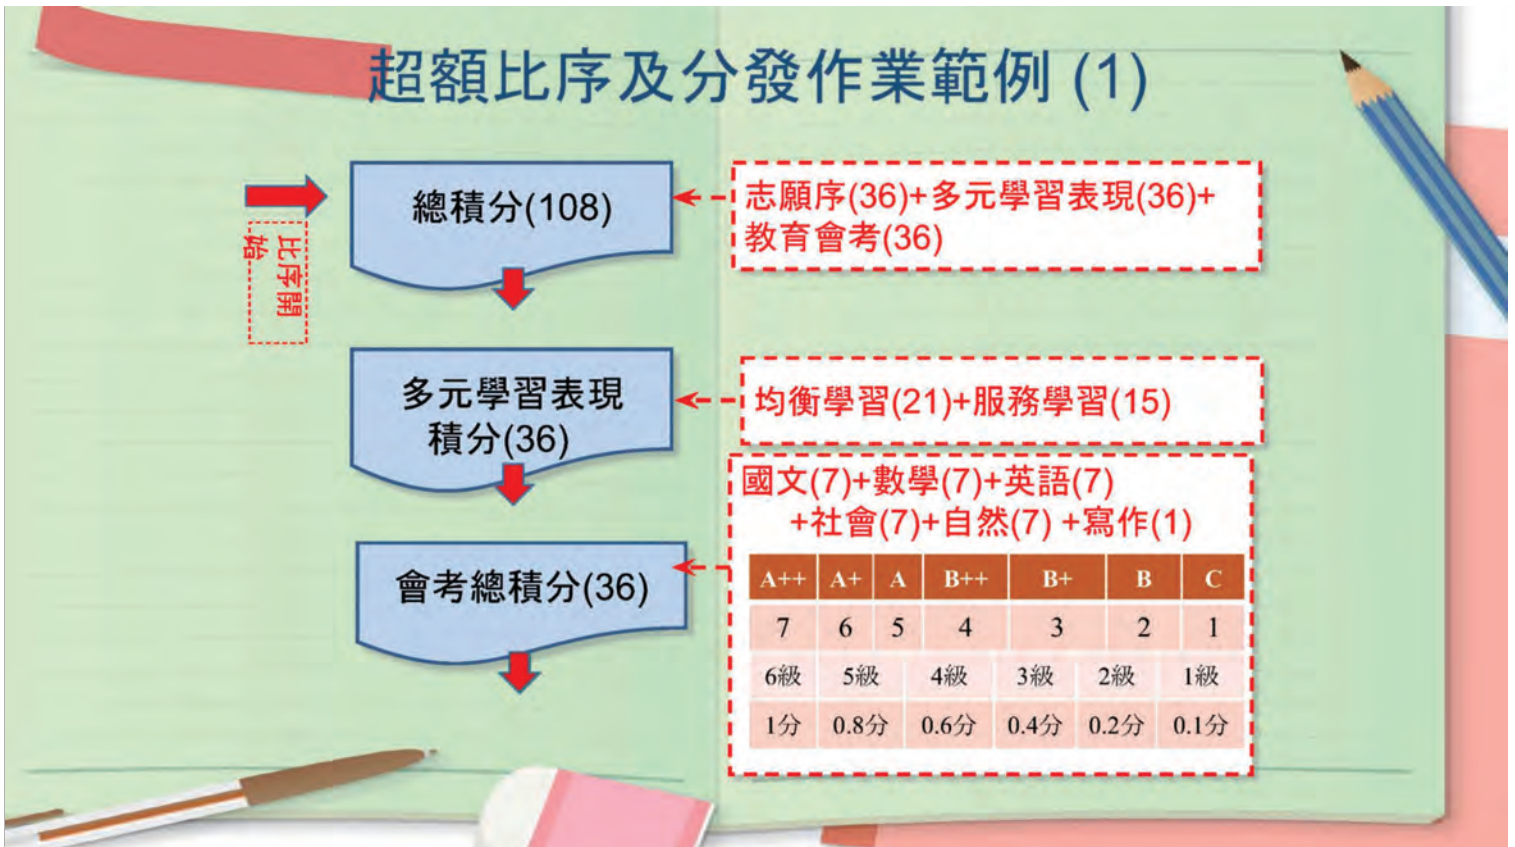 超額比序及分發作業範例 (1)
總積分(108)
志願序(36)+多元學習表現(36)+
教育會考(36)
比序開
始
多元學習表現
積分(36)
均衡學習(21)+服務學習(15)
國文(7)+數學(7)+英語(7)
+社會(7)+自然(7) +寫作(1)
會考總積分(36)
A++ A+ A B++ B+ B C
7 6 5 4 3 2 1
6級 5級 4級 3級 2級 1級
1分 0.8分 0.6分 0.4分 0.2分 0.1分